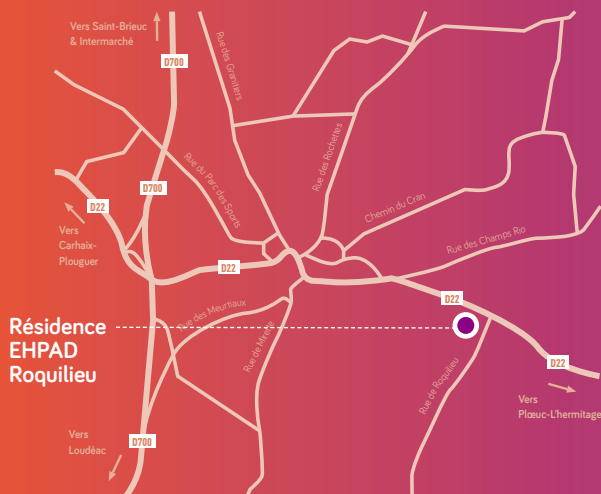 Vers Saint-Brieuc
& Intermarché
D700
Rue des Granitiers
Rue des Rochettes
Rue du Parc des Sports
D700
D22
Chemin du Cran
Vers
Carhaix-
Plouguer
Rue des Champs Rio
D22
D22
Rue des Meurtiaux
Résidence
EHPAD
Roquilieu
Rue de Mirette
D22
Rue de Roquilieu
Vers
Plœuc-L'hermitage
Vers
Loudéac
D700